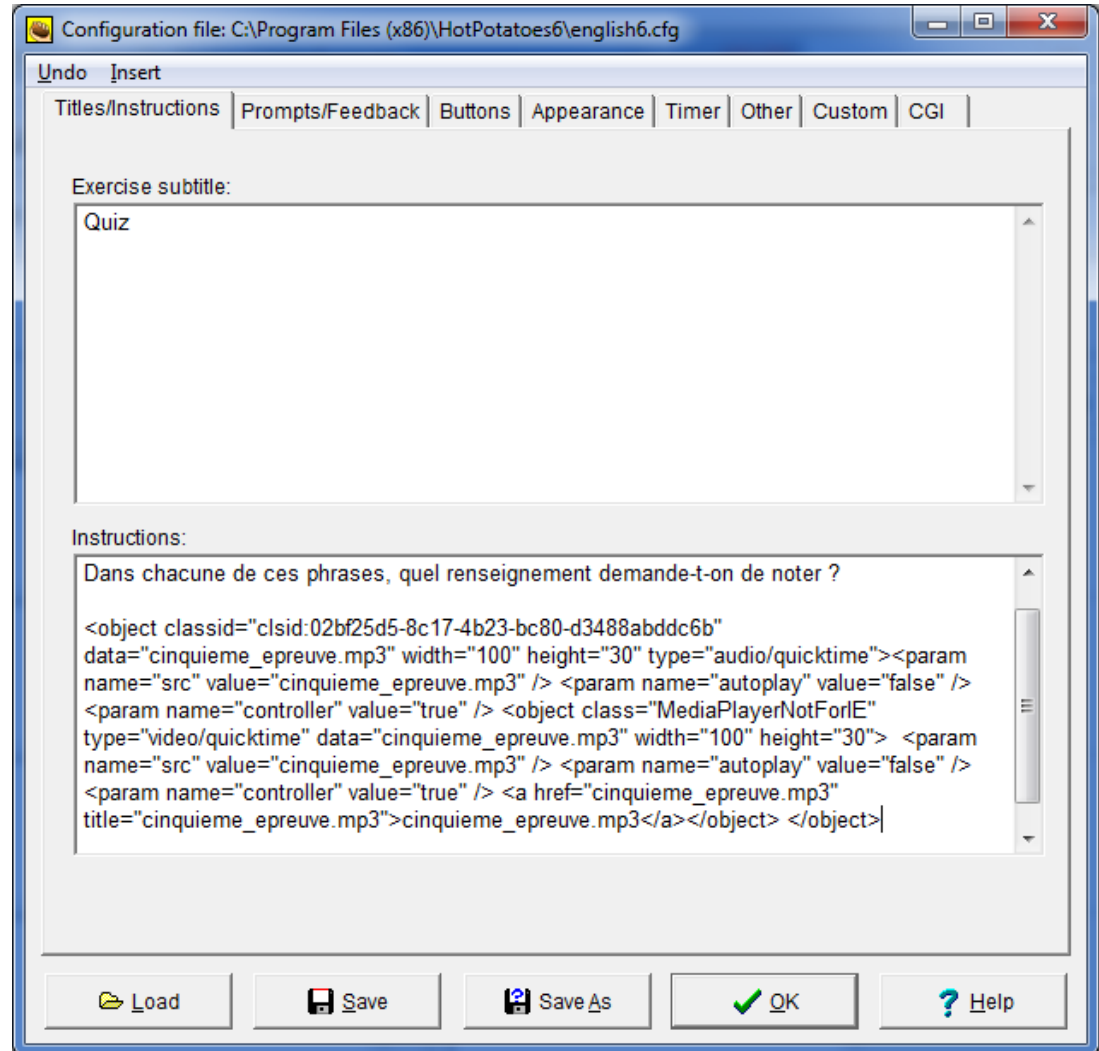 Configuration file: C:\Program Files (x86)\HotPotatoes6\english6.cfg
Undo Insert
Titles/Instructions Prompts/Feedback Buttons Appearance Timer Other Custom CGI
Exercise subtitle:
Quiz
Instructions:
Dans chacune de ces phrases, quel renseignement demande-t-on de noter ?
<object classid="clsid:02bf25d5-8c17-4b23-bc80-d3488abddc6b"
data="cinquieme_epreuve.mp3" width="100" height="30" type="audio/quicktime"><param
name="src" value="cinquieme_epreuve.mp3" /> <param name="autoplay" value="false" />
<param name="controller" value="true" /> <object class="MediaPlayerNotForIE"
type="video/quicktime" data="cinquieme_epreuve.mp3" width="100" height="30">  <param
name="src" value="cinquieme_epreuve.mp3" /> <param name="autoplay" value="false" />
<param name="controller" value="true" /> <a href="cinquieme_epreuve.mp3"
title="cinquieme_epreuve.mp3">cinquieme_epreuve.mp3</a></object> </object>
Load Save Save As OK Help